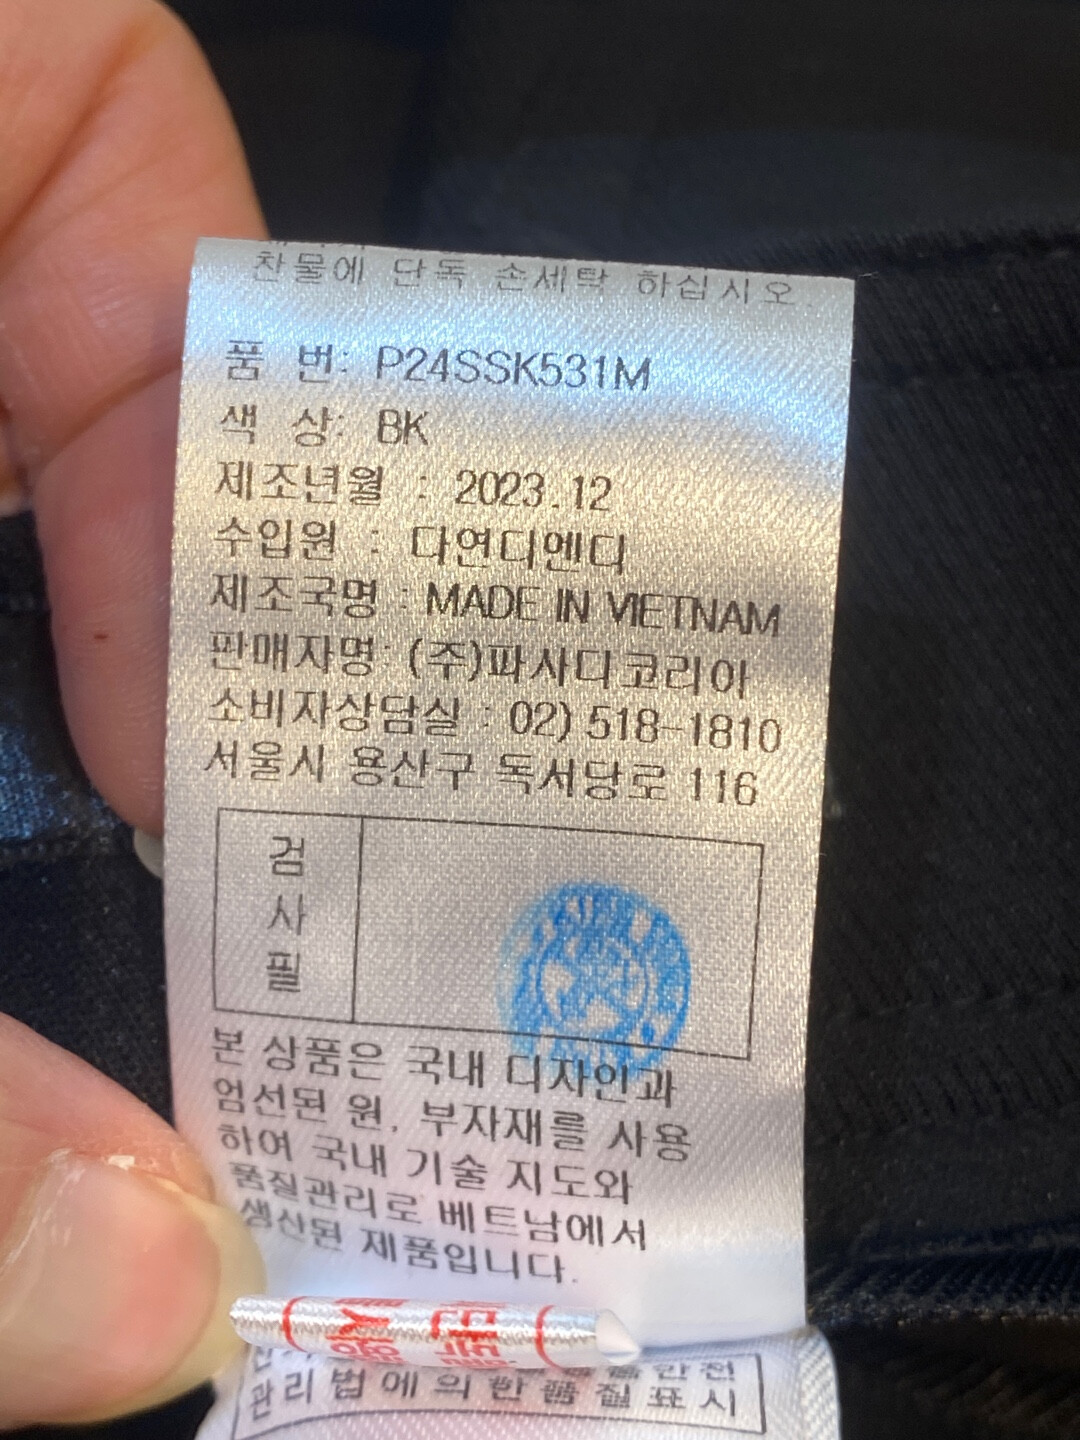 찬물에 단독 손세탁 하십시오.
품 번: P24SSK531M
색 상: BK
제조년월 : 2023.12
수입원 : 다연디엔디
제조국명 : MADE IN VIETNAM
판매자명: (주)파사디코리아
소비자상담실 : 02) 518-1810
서울시 용산구 독서당로 116
검
사
필
본 상품은 국내 디자인과
엄선된 원, 부자재를 사용
하여 국내 기술 지도와
품질관리로 베트남에서
생산된 제품입니다.
관리법에의한품질표시